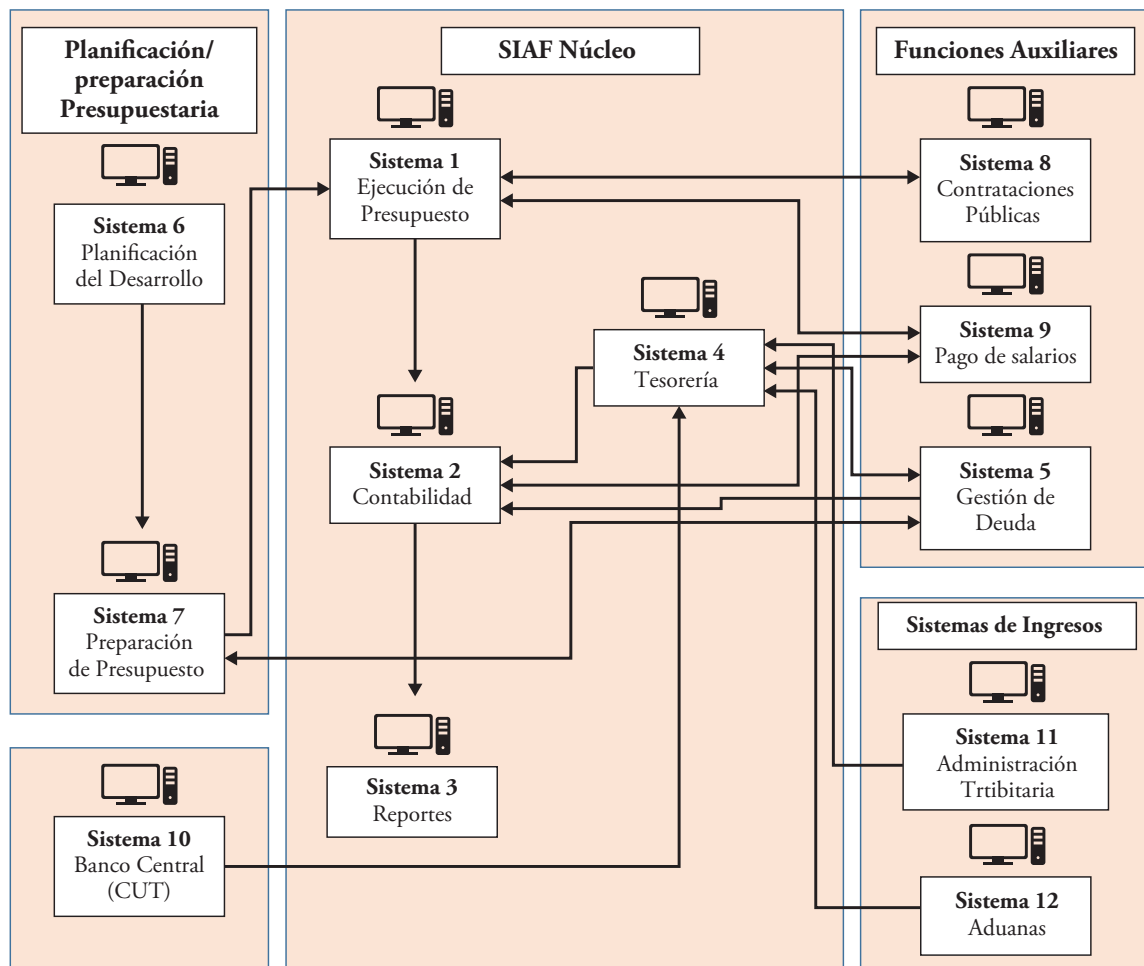 Planificación/
preparación
Presupuestaria
Sistema 6
Planificación
del Desarrollo
Sistema 7
Preparación
de Presupuesto
Sistema 10
Banco Central
(CUT)
SIAF Núcleo
Sistema 1
Ejecución de
Presupuesto
Sistema 4
Tesorería
Sistema 2
Contabilidad
Sistema 3
Reportes
Funciones Auxiliares
Sistema 8
Contrataciones
Públicas
Sistema 9
Pago de salarios
Sistema 5
Gestión de
Deuda
Sistemas de Ingresos
Sistema 11
Administración
Trtibitaria
Sistema 12
Aduanas